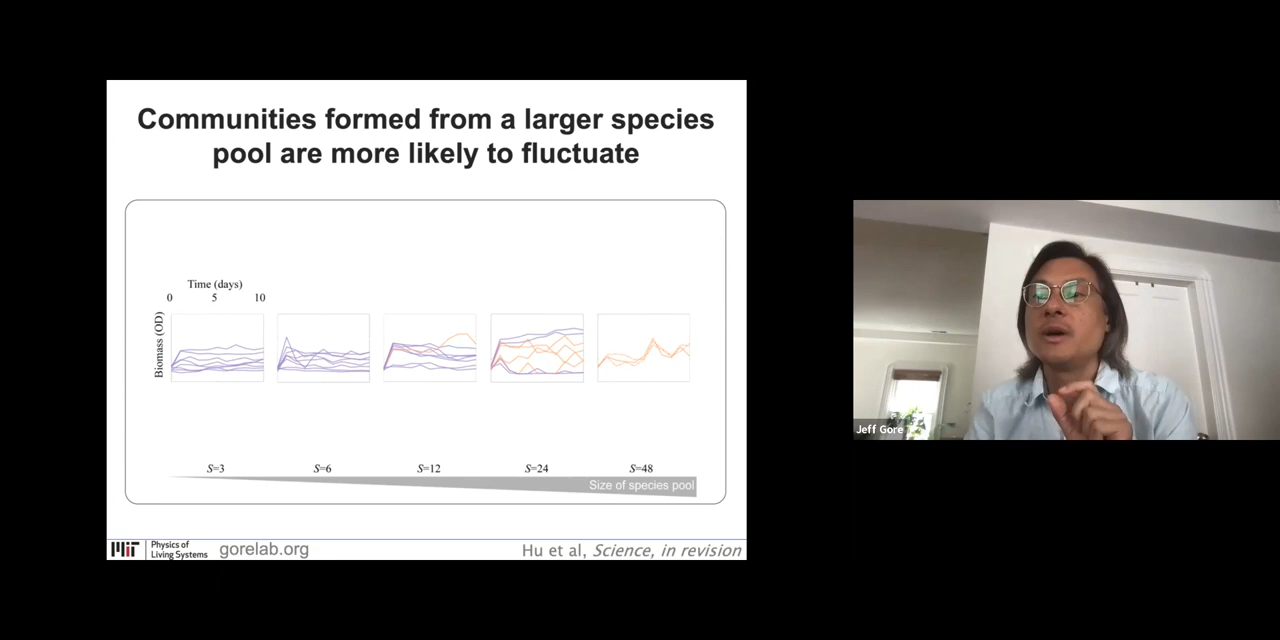 Communities formed from a larger species
pool are more likely to fluctuate
Time (days)
0 5 10
Biomass (OD)
S=3 S=6 S=12 S=24 S=48
Size of species pool
MIT Physics of
Living Systems
gorelab.org
Hu et al, Science, in revision
Jeff Gore